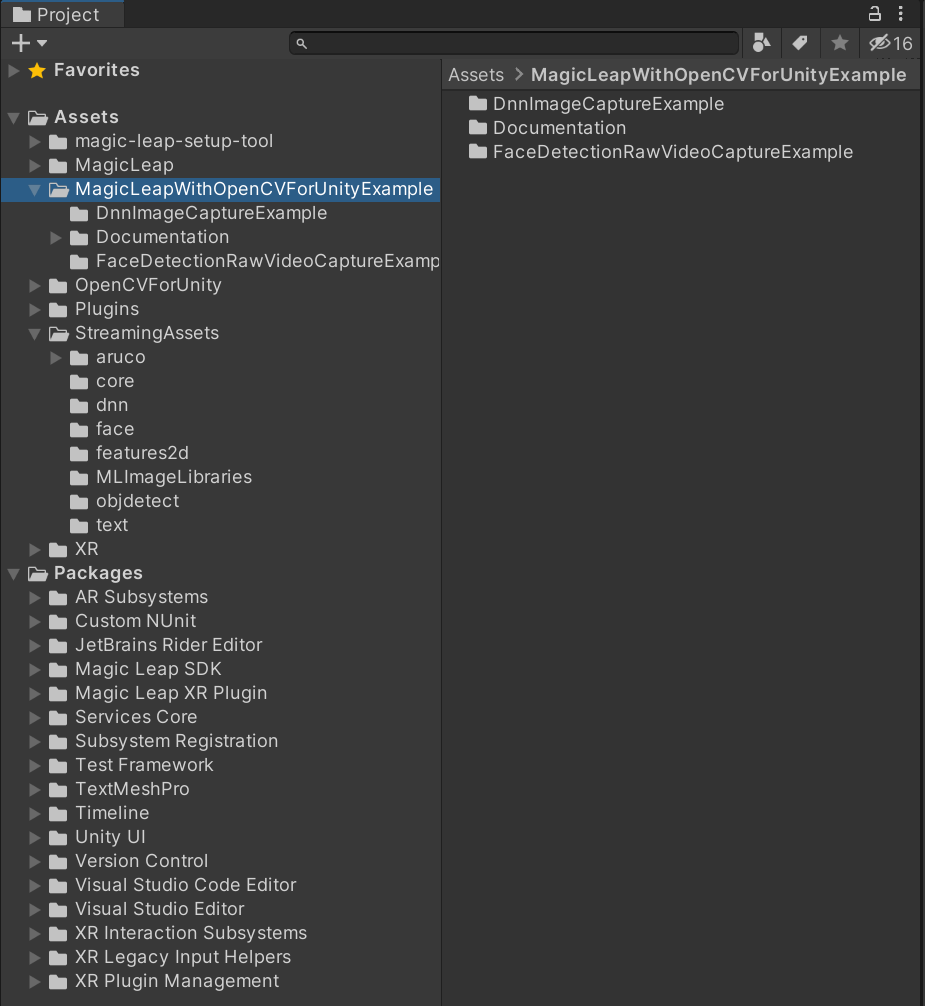 Project
16
Favorites
Assets
magic-leap-setup-tool
MagicLeap
MagicLeapWithOpenCVForUnityExample
DnnImageCaptureExample
Documentation
FaceDetectionRawVideoCaptureExamp
OpenCVForUnity
Plugins
StreamingAssets
aruco
core
dnn
face
features2d
MLImageLibraries
objdetect
text
XR
Packages
AR Subsystems
Custom NUnit
JetBrains Rider Editor
Magic Leap SDK
Magic Leap XR Plugin
Services Core
Subsystem Registration
Test Framework
TextMeshPro
Timeline
Unity UI
Version Control
Visual Studio Code Editor
Visual Studio Editor
XR Interaction Subsystems
XR Legacy Input Helpers
XR Plugin Management
Assets > MagicLeapWithOpenCVForUnityExample
DnnImageCaptureExample
Documentation
FaceDetectionRawVideoCaptureExample